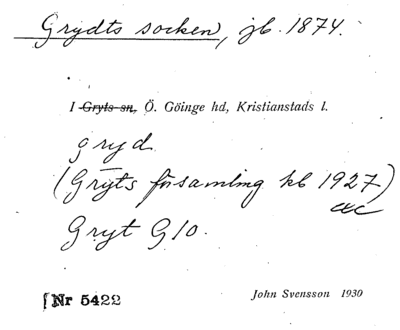 Grydts socken, jb. 1874.
I Gryts sn, Ö. Göinge hd, Kristianstads l.
gryd
(Gryts församling kb 1927)
Gryt G10.
Nr 5422
John Svensson 1930